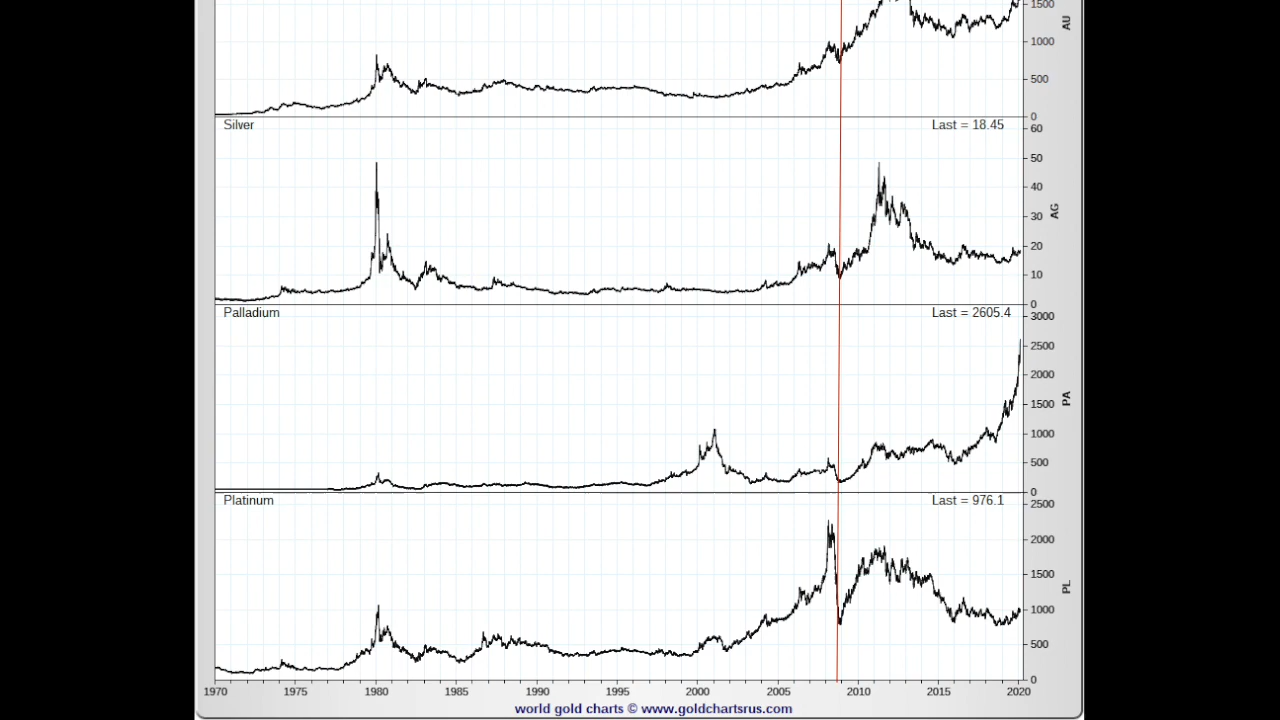 1500
1000
500
0
AU
Silver Last = 18.45
60
50
40
30
20
10
0
AG
Palladium Last = 2605.4
3000
2500
2000
1500
1000
500
0
PA
Platinum Last = 976.1
2500
2000
1500
1000
500
0
PL
1970 1975 1980 1985 1990 1995 2000 2005 2010 2015 2020
world gold charts © www.goldchartsrus.com